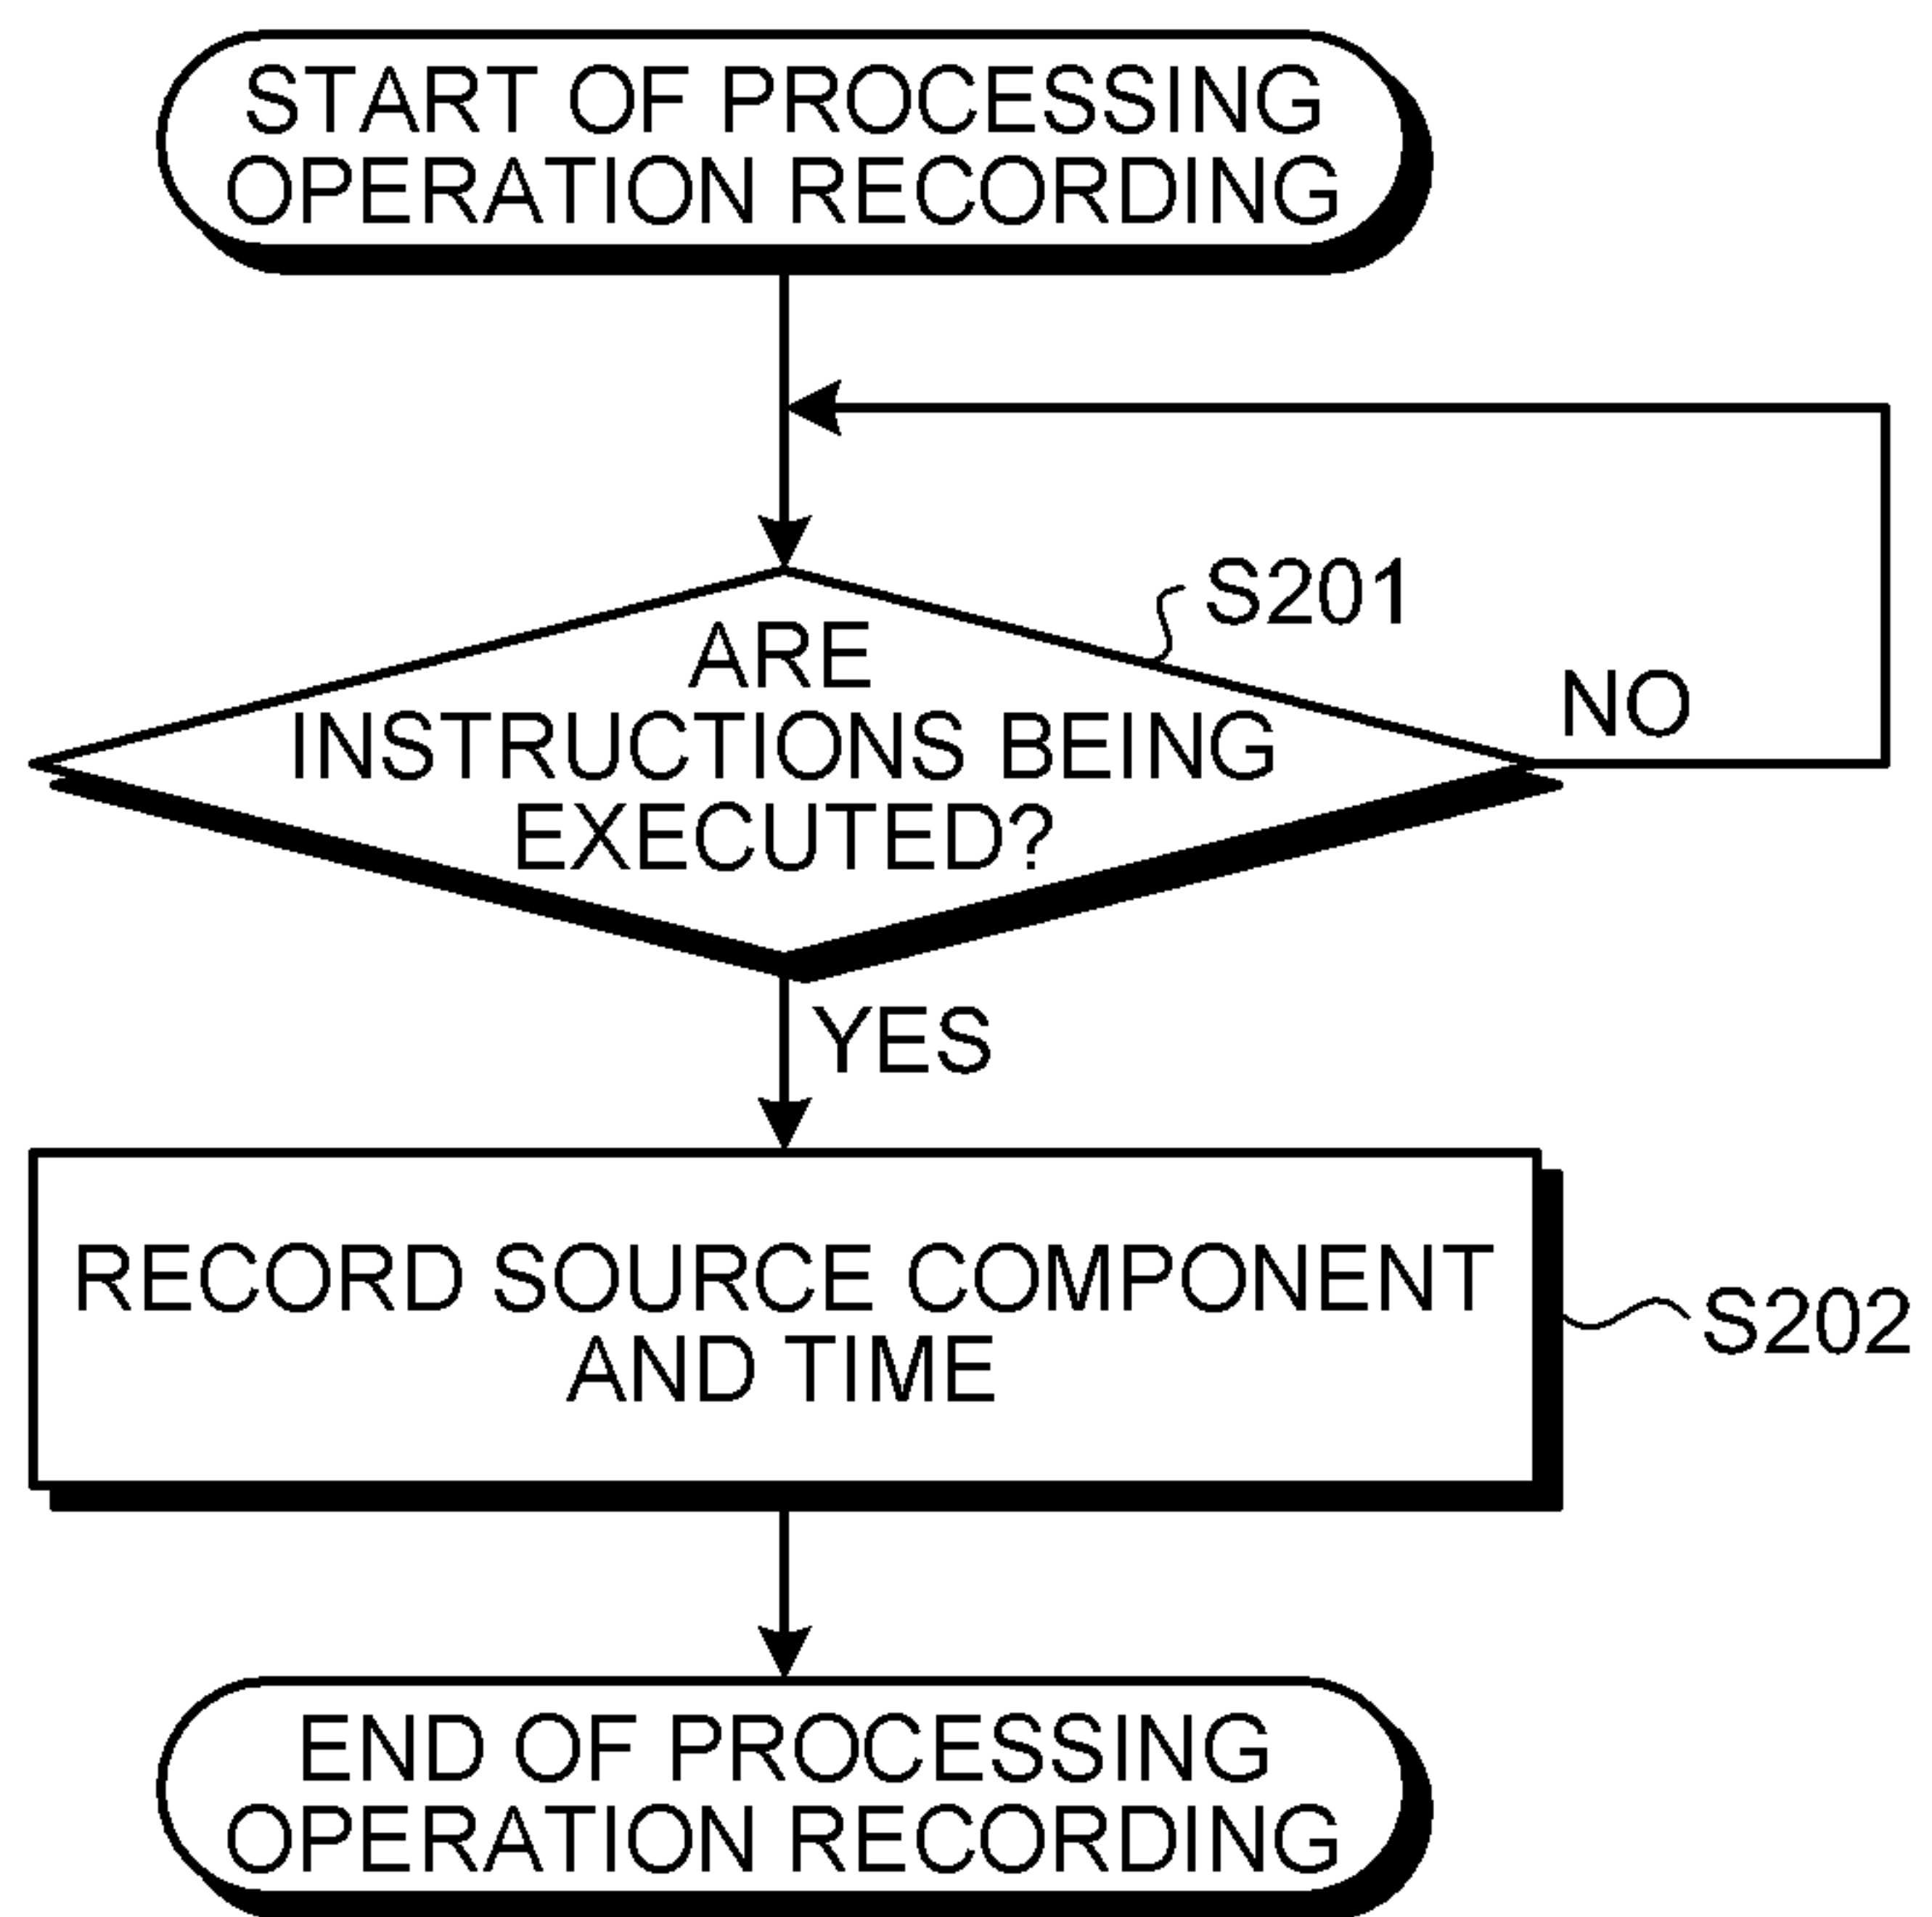 START OF PROCESSING
OPERATION RECORDING
S201
ARE
INSTRUCTIONS BEING
EXECUTED?
NO
YES
RECORD SOURCE COMPONENT
AND TIME
S202
END OF PROCESSING
OPERATION RECORDING